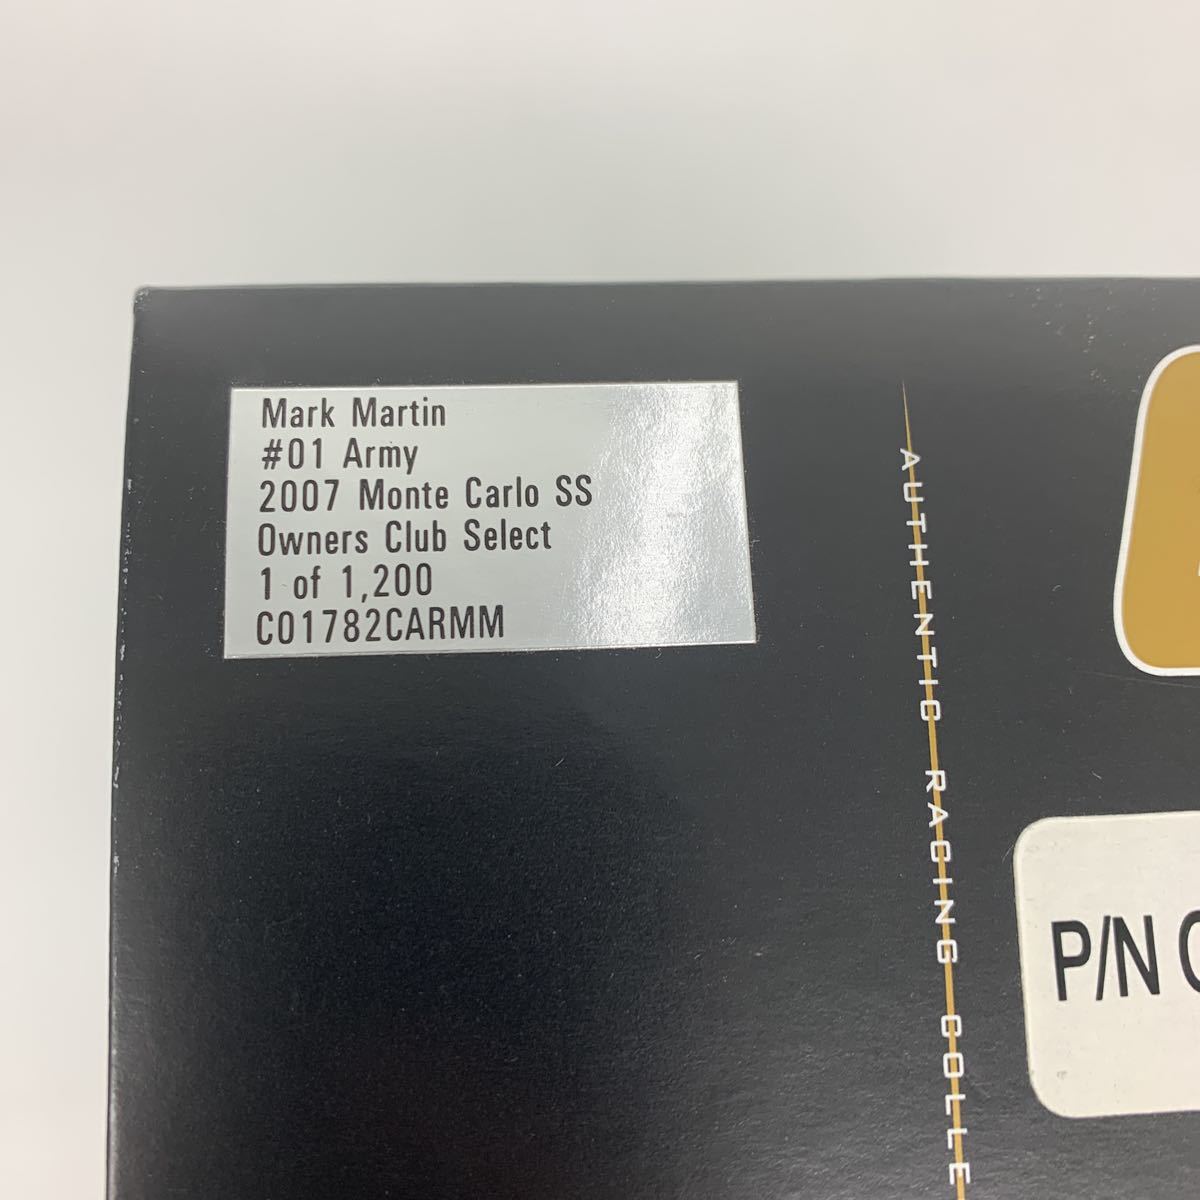 Mark Martin
#01 Army
2007 Monte Carlo SS
Owners Club Select
1 of 1,200
C01782CARMM
AUTHENTIC RACING COLLE
P/N